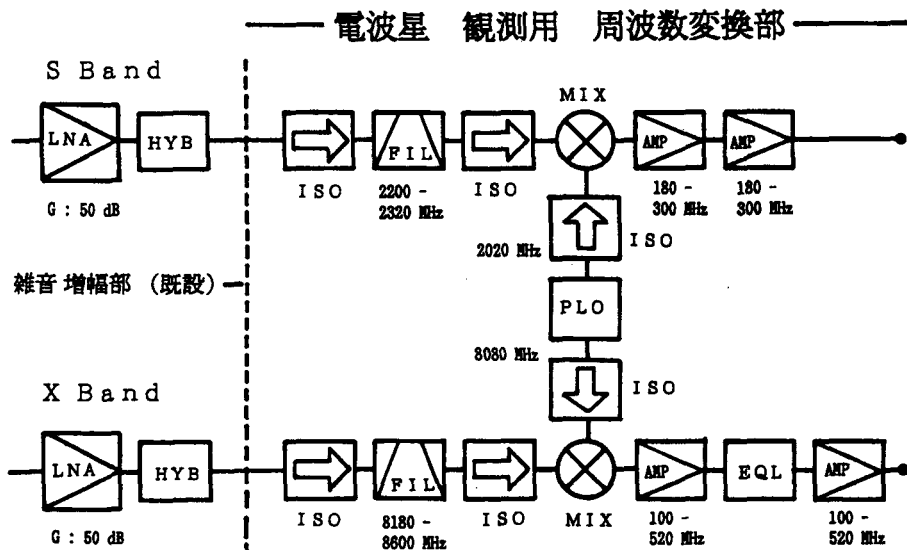 電波星 観測用 周波数変換部
S Band
MIX
LNA
HYB
FIL
AMP
AMP
ISO
2200 -
2320 MHz
ISO
180 -
300 MHz
180 -
300 MHz
G : 50 dB
2020 MHz
ISO
雑音 増幅部 (既設)
PLO
8080 MHz
ISO
X Band
LNA
HYB
FIL
AMP
EQL
AMP
ISO
8180 -
8600 MHz
ISO
MIX
100 -
520 MHz
100 -
520 MHz
G : 50 dB